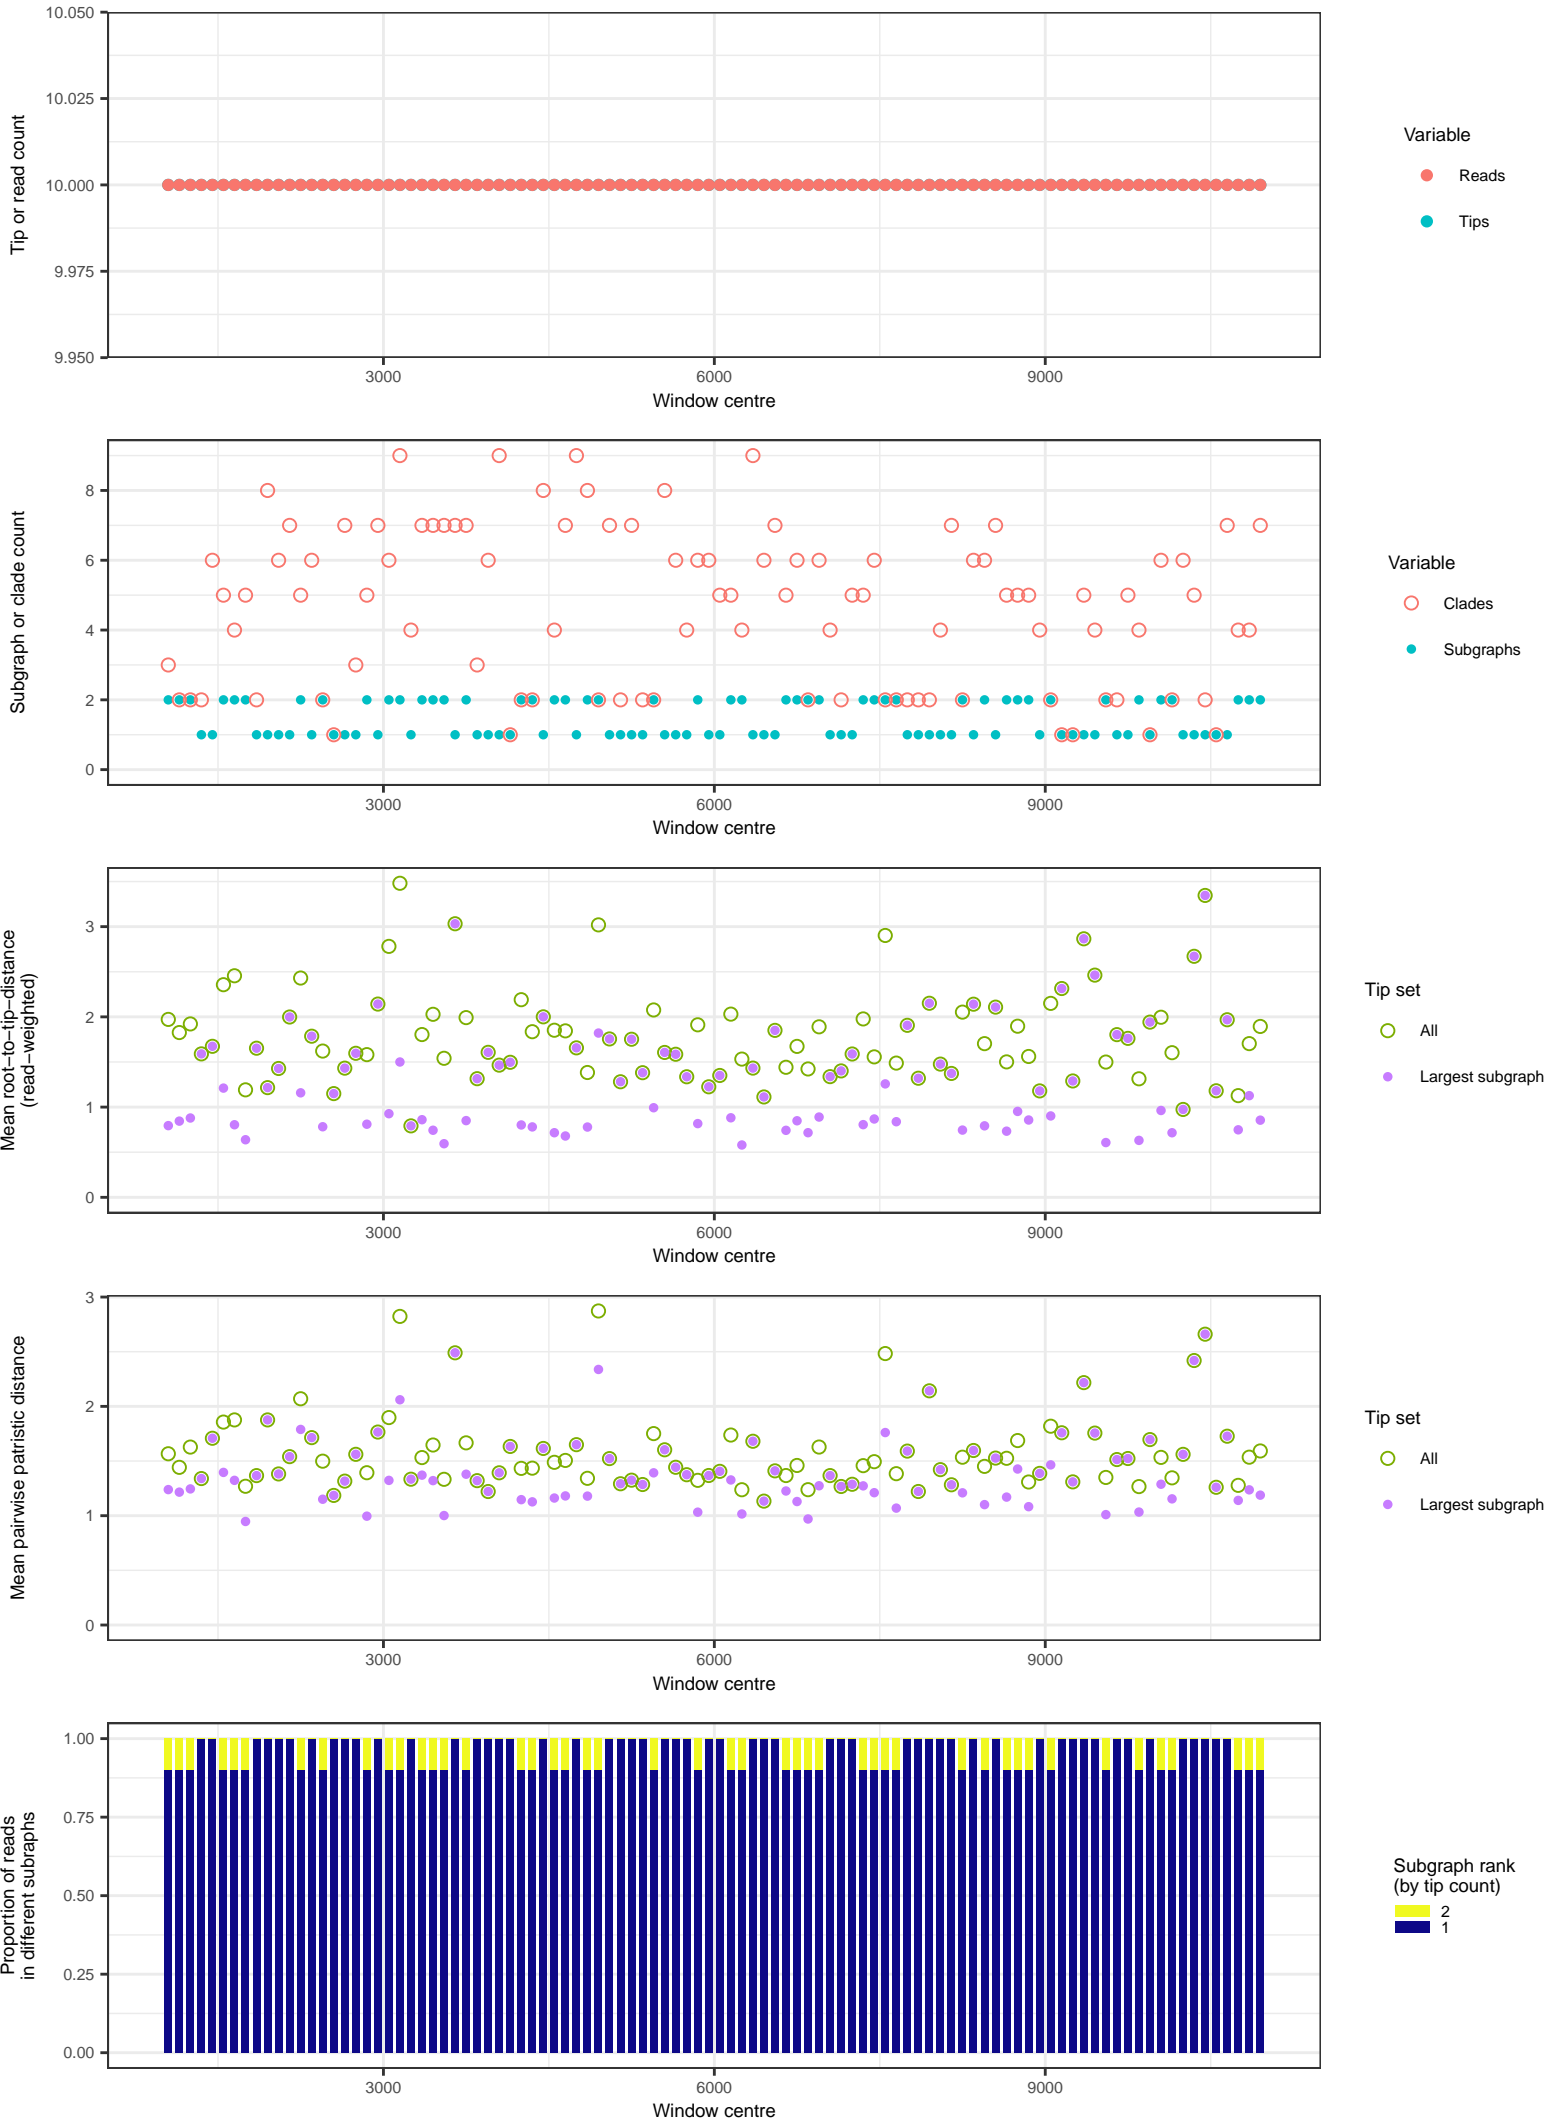 10.050
10.025
10.000
9.975
9.950
Tip or read count
3000 6000 9000
Window centre
Variable
Reads
Tips
8
6
4
2
0
Subgraph or clade count
3000 6000 9000
Window centre
Variable
Clades
Subgraphs
3
2
1
0
Mean root−to−tip−distance
(read−weighted)
3000 6000 9000
Window centre
Tip set
All
Largest subgraph
3
2
1
0
Mean pairwise patristic distance
3000 6000 9000
Window centre
Tip set
All
Largest subgraph
1.00
0.75
0.50
0.25
0.00
Proportion of reads
in different subraphs
3000 6000 9000
Window centre
Subgraph rank
(by tip count)
2
1